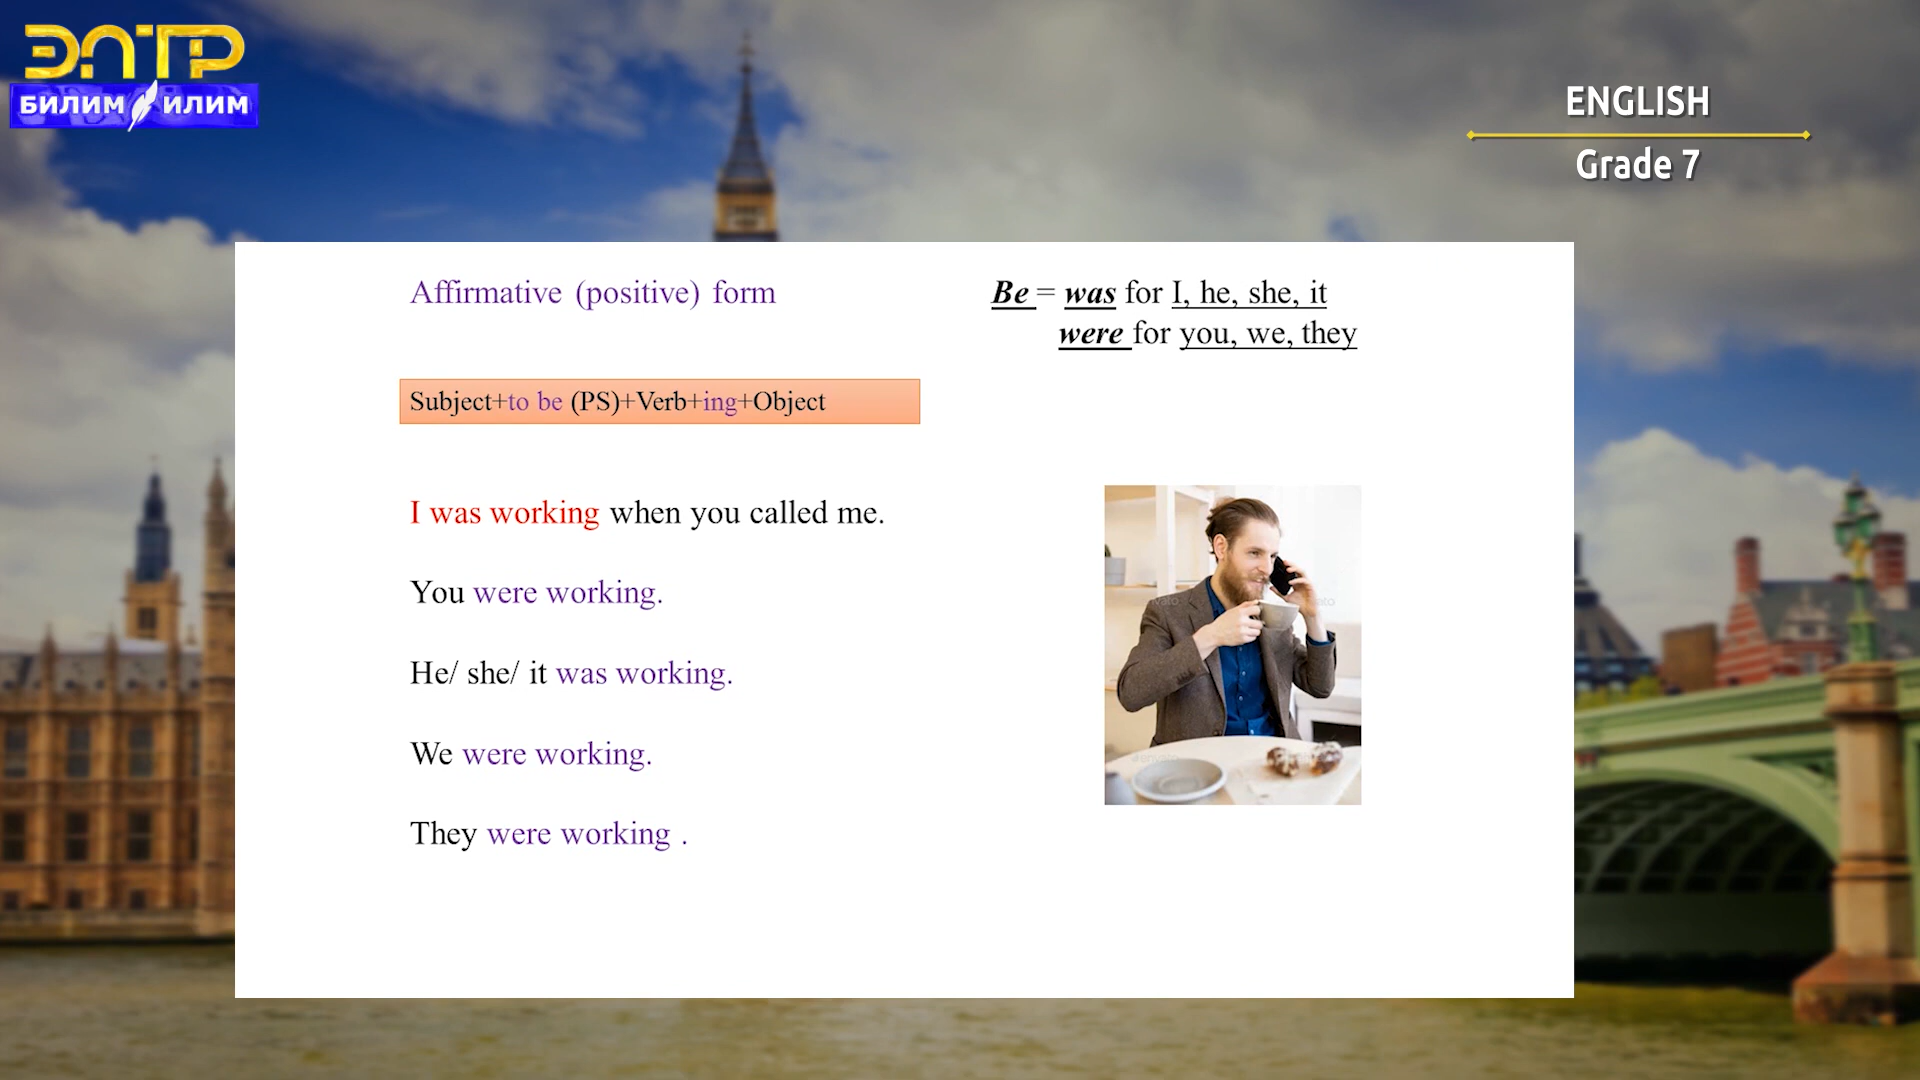 ЭЛТР
БИЛИМ ИЛИМ
ENGLISH
Grade 7
Affirmative (positive) form
Be = was for I, he, she, it
were for you, we, they
Subject+to be (PS)+Verb+ing+Object
I was working when you called me.
You were working.
He/ she/ it was working.
We were working.
They were working .